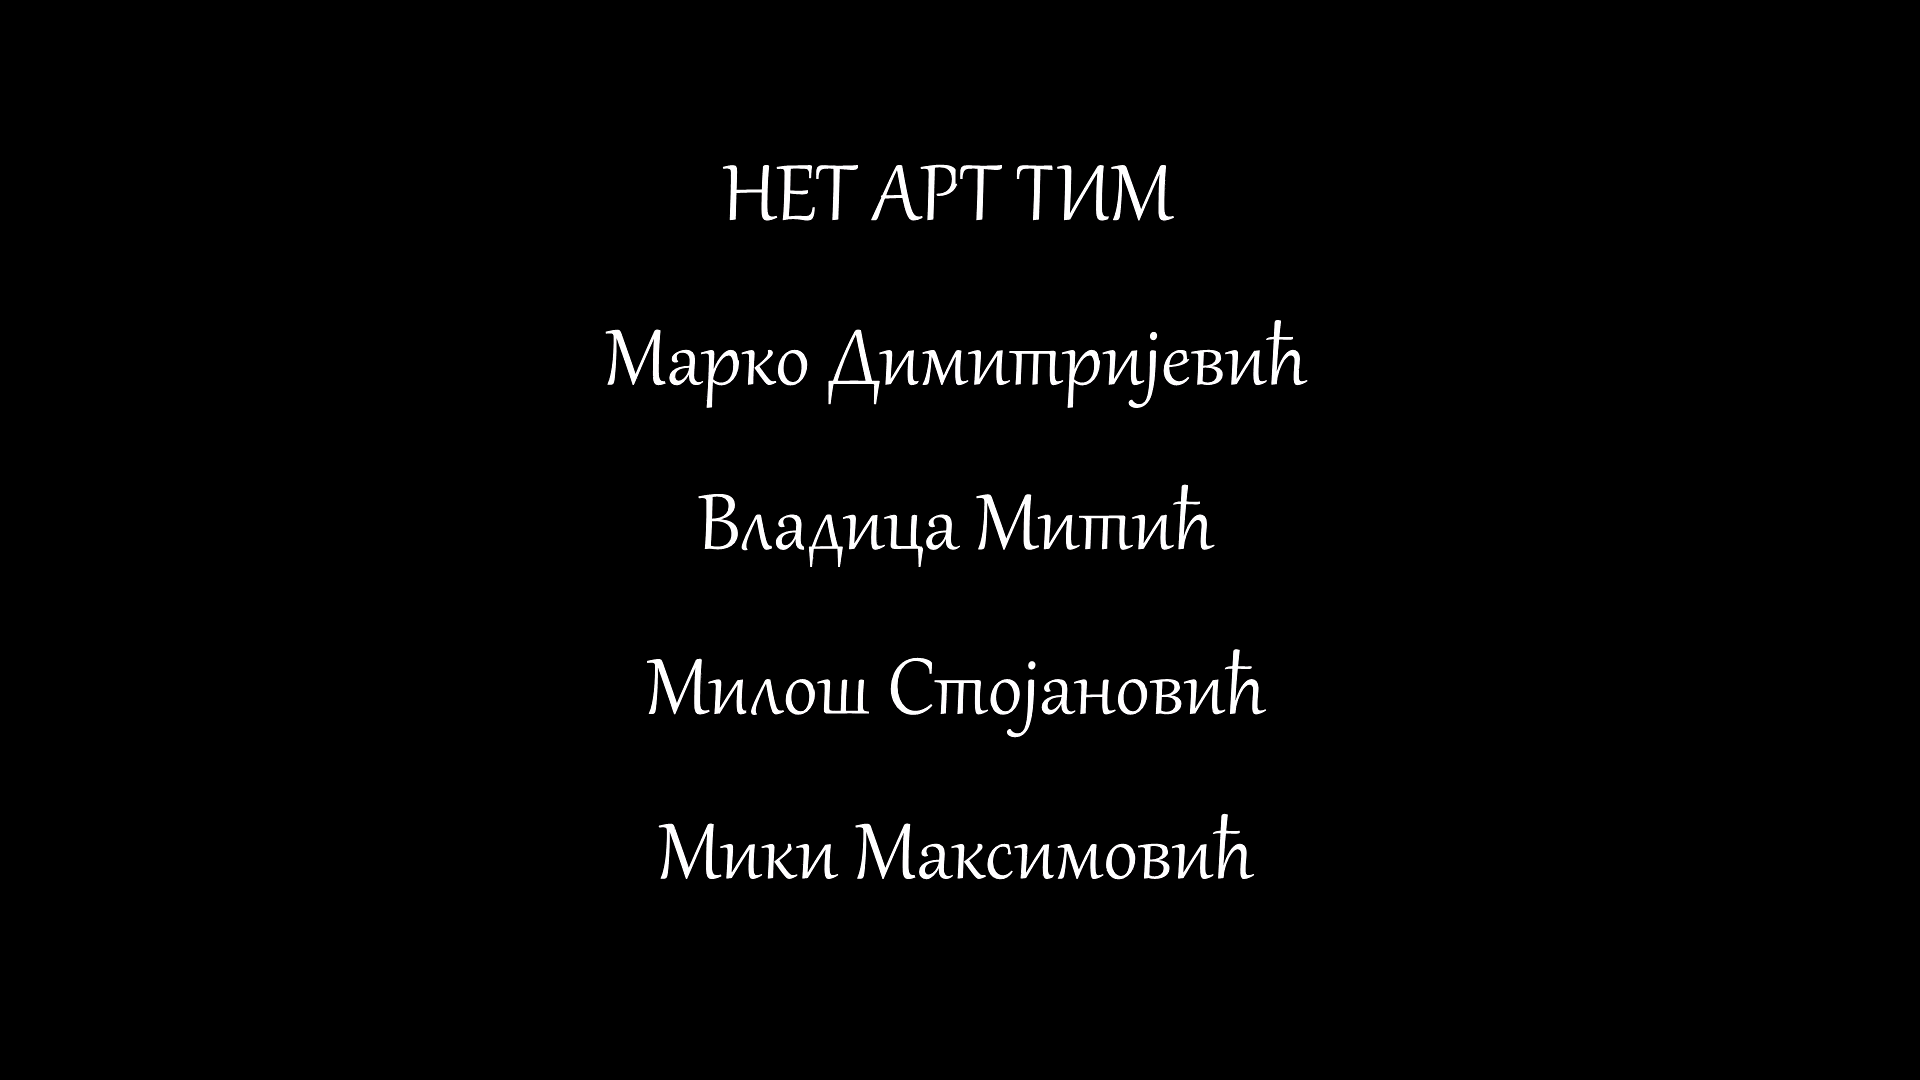 НЕТ АРТ ТИМ
Марко Димитријевић
Владица Митић
Милош Стојановић
Мики Максимовић